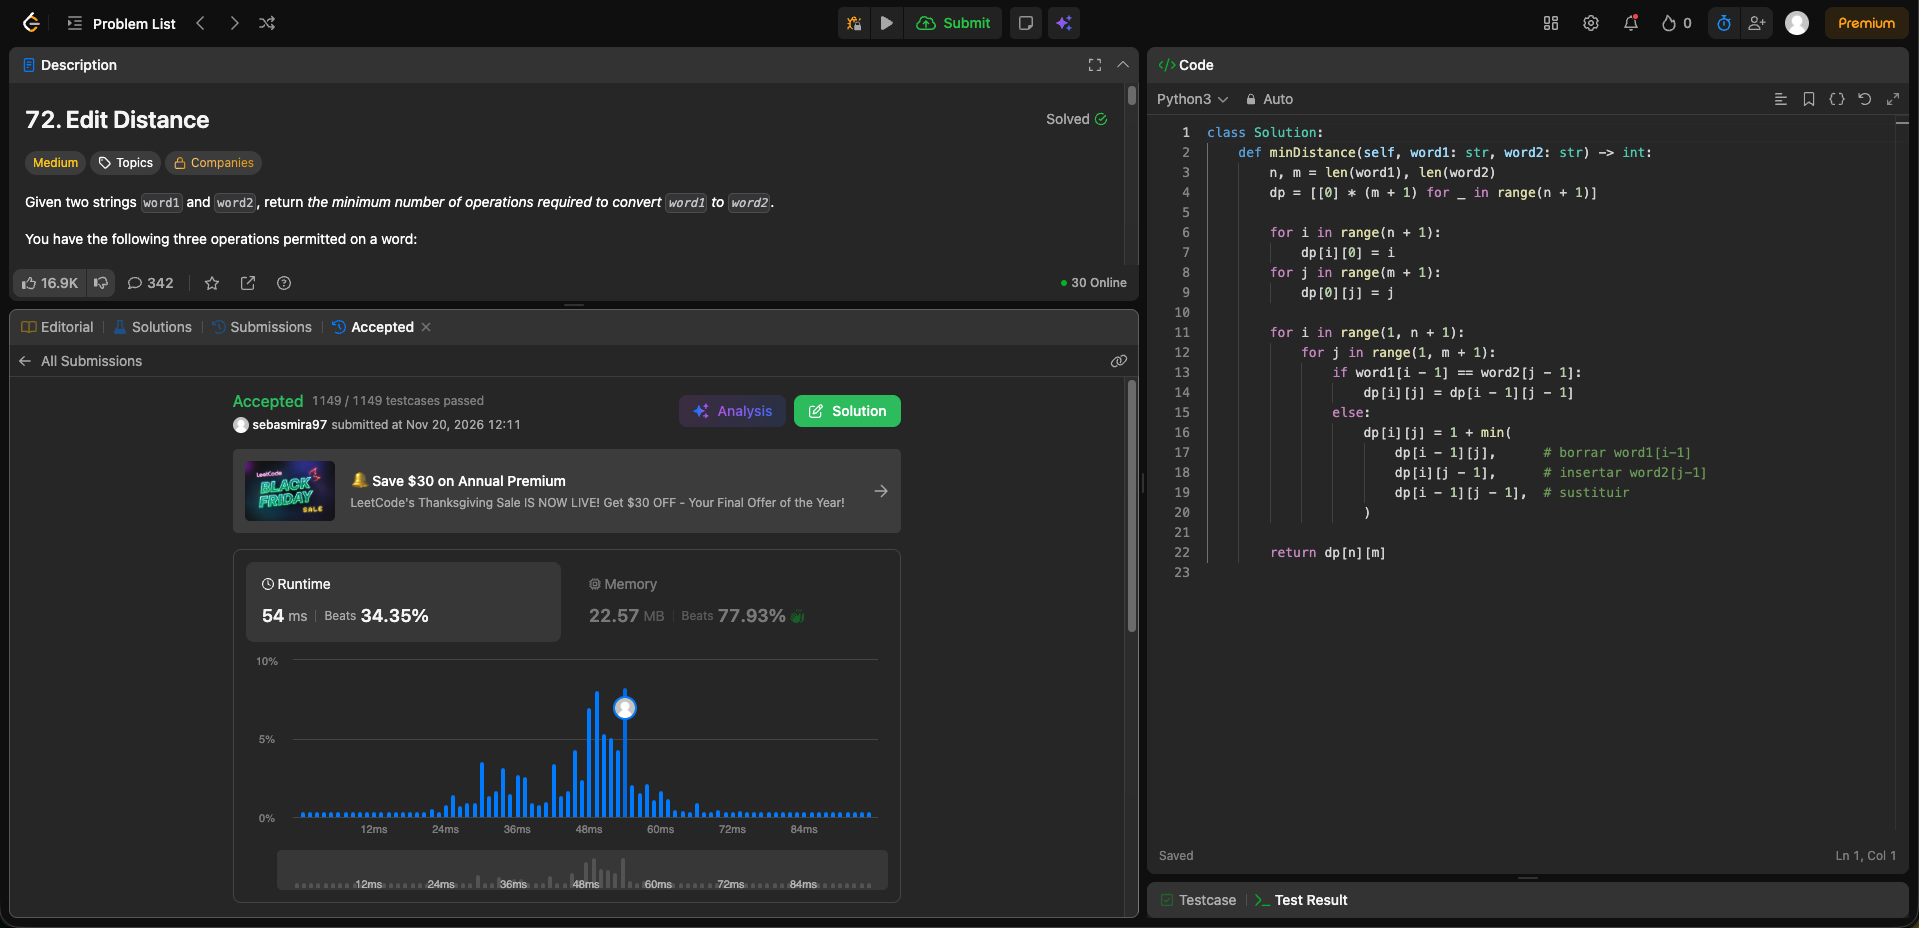 Problem List
Submit
0
Premium
Description
72. Edit Distance
Solved
Medium
Topics
Companies
Given two strings word1 and word2, return the minimum number of operations required to convert word1 to word2.
You have the following three operations permitted on a word:
16.9K
342
30 Online
Editorial
Solutions
Submissions
Accepted
All Submissions
Accepted 1149 / 1149 testcases passed
sebasmira97 submitted at Nov 20, 2026 12:11
Analysis
Solution
LeetCode
BLACK
FRIDAY
SALE
Save $30 on Annual Premium
LeetCode's Thanksgiving Sale IS NOW LIVE! Get $30 OFF - Your Final Offer of the Year!
Runtime
54 ms | Beats 34.35%
Memory
22.57 MB | Beats 77.93%
10%
5%
0%
12ms 24ms 36ms 48ms 60ms 72ms 84ms
12ms 24ms 36ms 48ms 60ms 72ms 84ms
</> Code
Python3
Auto
1 class Solution:
2     def minDistance(self, word1: str, word2: str) -> int:
3         n, m = len(word1), len(word2)
4         dp = [[0] * (m + 1) for _ in range(n + 1)]
5
6         for i in range(n + 1):
7             dp[i][0] = i
8         for j in range(m + 1):
9             dp[0][j] = j
10
11         for i in range(1, n + 1):
12             for j in range(1, m + 1):
13                 if word1[i - 1] == word2[j - 1]:
14                     dp[i][j] = dp[i - 1][j - 1]
15                 else:
16                     dp[i][j] = 1 + min(
17                         dp[i - 1][j],      # borrar word1[i-1]
18                         dp[i][j - 1],      # insertar word2[j-1]
19                         dp[i - 1][j - 1],  # sustituir
20                     )
21
22         return dp[n][m]
23
Saved
Ln 1, Col 1
Testcase
Test Result